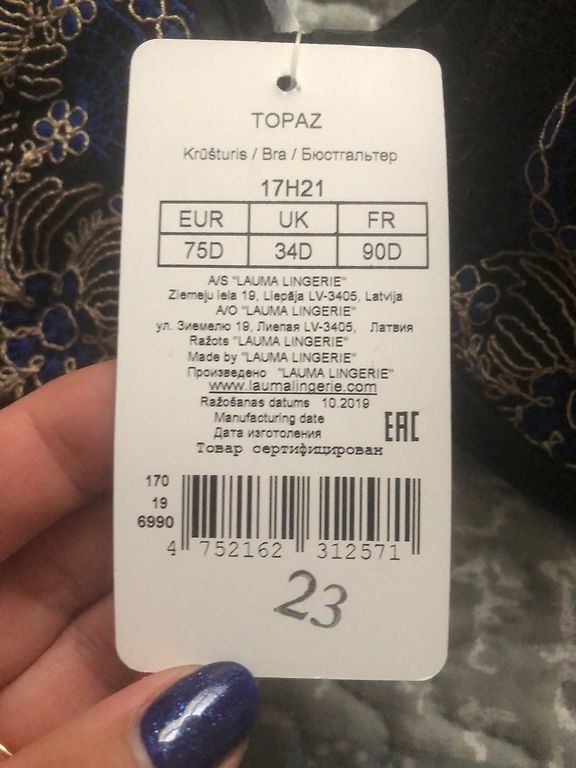 TOPAZ
Krūšturis / Bra / Бюстгальтер
17H21
EUR UK FR
75D 34D 90D
A/S "LAUMA LINGERIE"
Ziemeļu iela 19, Liepāja LV-3405, Latvija
A/O "LAUMA LINGERIE"
ул. Зиемелю 19, Лиепая LV-3405, Латвия
Ražots "LAUMA LINGERIE"
Made by "LAUMA LINGERIE"
Произведено "LAUMA LINGERIE"
www.laumalingerie.com
Ražošanas datums 10.2019
Manufacturing date
Дата изготоления
EAC
Товар сертифицирован
170
19
6990
4 752162 312571
23